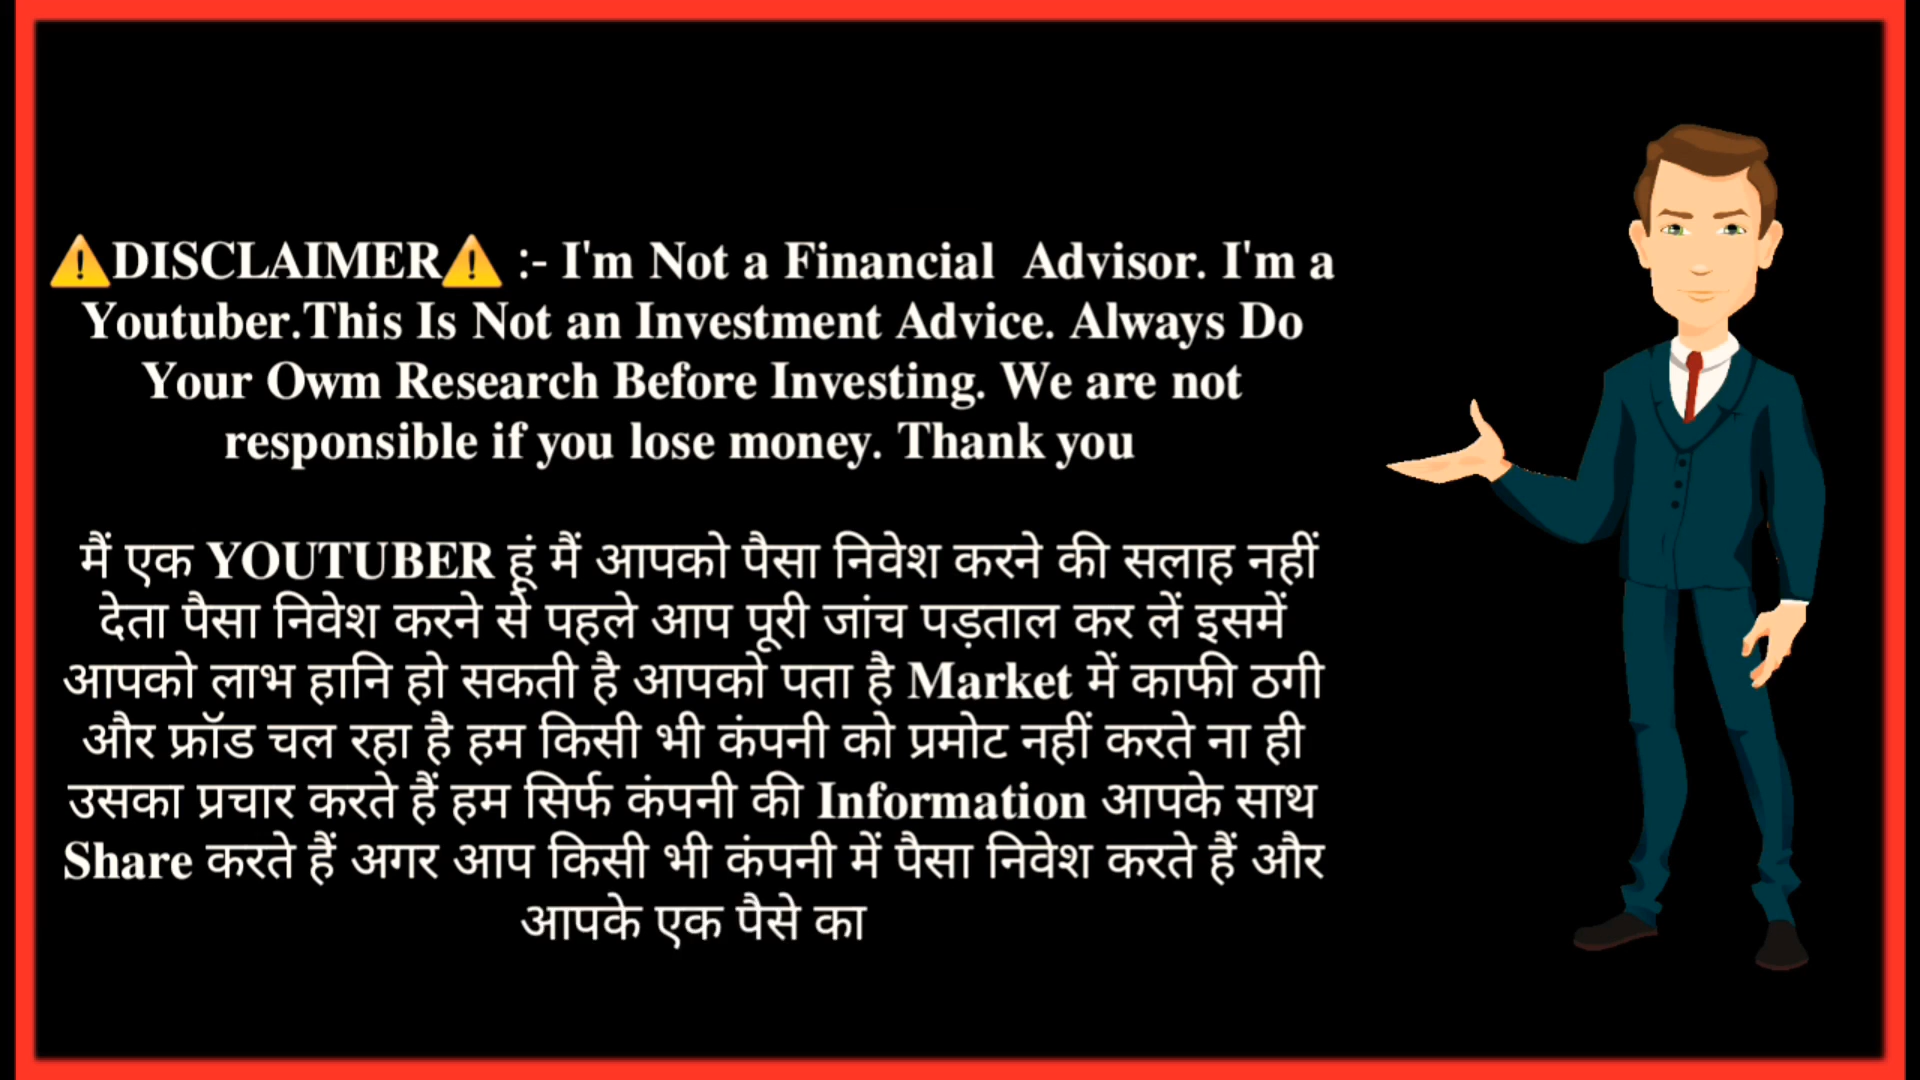 ⚠️DISCLAIMER⚠️ :- I'm Not a Financial  Advisor. I'm a
Youtuber.This Is Not an Investment Advice. Always Do
Your Owm Research Before Investing. We are not
responsible if you lose money. Thank you
मैं एक YOUTUBER हूं मैं आपको पैसा निवेश करने की सलाह नहीं
देता पैसा निवेश करने से पहले आप पूरी जांच पड़ताल कर लें इसमें
आपको लाभ हानि हो सकती है आपको पता है Market में काफी ठगी
और फ्रॉड चल रहा है हम किसी भी कंपनी को प्रमोट नहीं करते ना ही
उसका प्रचार करते हैं हम सिर्फ कंपनी की Information आपके साथ
Share करते हैं अगर आप किसी भी कंपनी में पैसा निवेश करते हैं और
आपके एक पैसे का